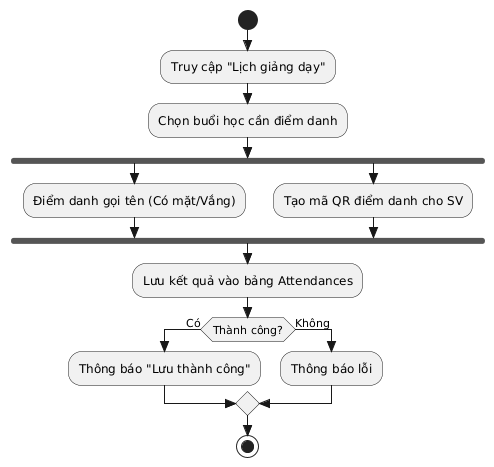 Truy cập "Lịch giảng dạy"
Chọn buổi học cần điểm danh
Điểm danh gọi tên (Có mặt/Vắng)
Tạo mã QR điểm danh cho SV
Lưu kết quả vào bảng Attendances
Có
Thành công?
Không
Thông báo "Lưu thành công"
Thông báo lỗi